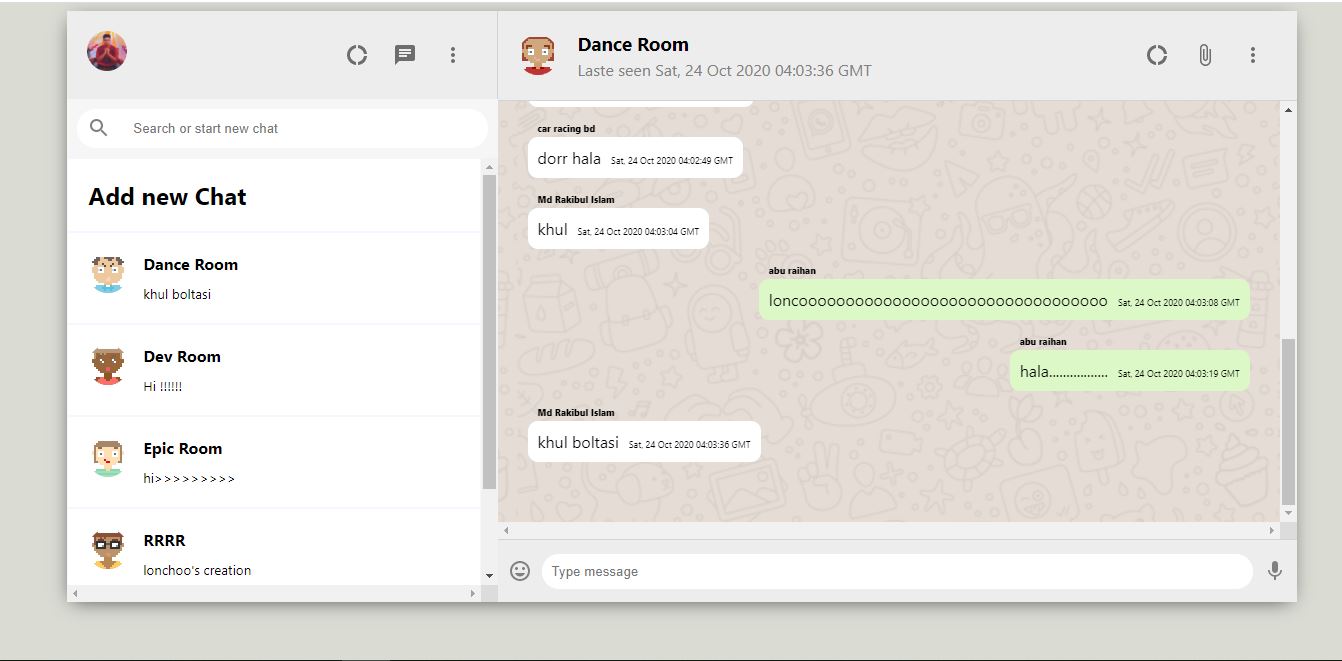 Search or start new chat
Add new Chat
Dance Room
khul boltasi
Dev Room
Hi !!!!!!
Epic Room
hi>>>>>>>>>
RRRR
lonchoo's creation
Dance Room
Laste seen Sat, 24 Oct 2020 04:03:36 GMT
car racing bd
dorr hala Sat, 24 Oct 2020 04:02:49 GMT
Md Rakibul Islam
khul Sat, 24 Oct 2020 04:03:04 GMT
abu raihan
loncooooooooooooooooooooooooooooooooo Sat, 24 Oct 2020 04:03:08 GMT
abu raihan
hala................ Sat, 24 Oct 2020 04:03:19 GMT
Md Rakibul Islam
khul boltasi Sat, 24 Oct 2020 04:03:36 GMT
Type message